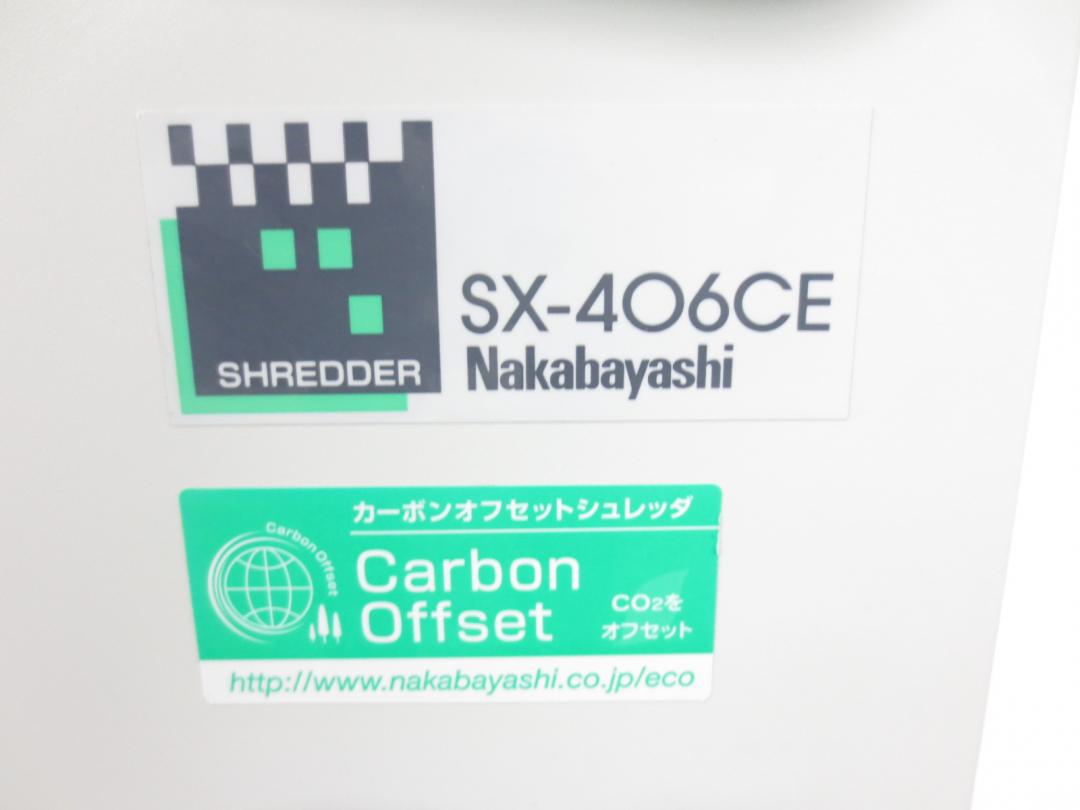 SHREDDER
SX-406CE
Nakabayashi
カーボンオフセットシュレッダ
Carbon Offset
Carbon
Offset
CO2を
オフセット
http://www.nakabayashi.co.jp/eco